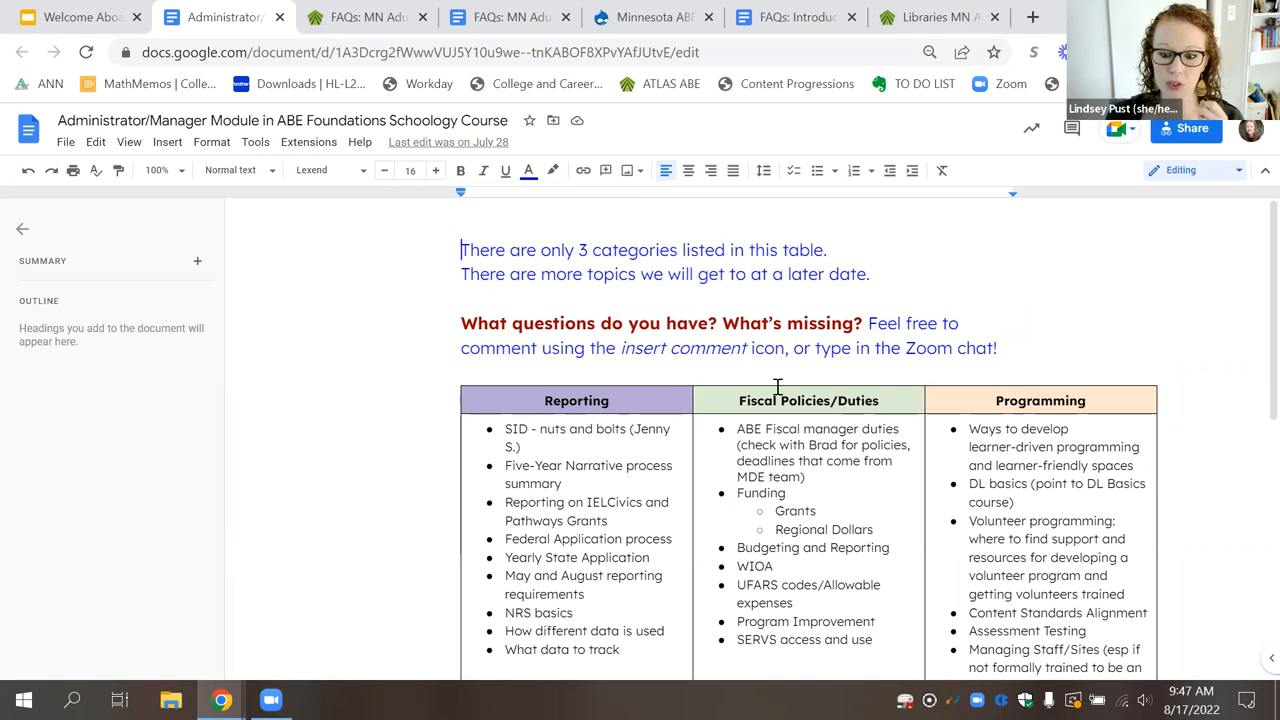 Welcome Aboa
Administrator/
FAQs: MN Adu
FAQs: MN Adu
Minnesota ABE
FAQs: Introduc
Libraries MN A
docs.google.com/document/d/1A3Dcrg2fWwwVUJ5Y10u9we--tnKABOF8XPvYAfJUtvE/edit
S
ANN
MathMemos | Colle...
Downloads | HL-L2...
Workday
College and Career...
ATLAS ABE
Content Progressions
TO DO LIST
Zoom
Lindsey Pust (she/he...
Administrator/Manager Module in ABE Foundations Schoology Course
Share
File Edit View Insert Format Tools Extensions Help Last edit was on July 28
100% Normal text Lexend 16 B I U A Editing
SUMMARY
OUTLINE
Headings you add to the document will
appear here.
There are only 3 categories listed in this table.
There are more topics we will get to at a later date.
What questions do you have? What's missing? Feel free to
comment using the insert comment icon, or type in the Zoom chat!
Reporting
SID - nuts and bolts (Jenny
S.)
Five-Year Narrative process
summary
Reporting on IELCivics and
Pathways Grants
Federal Application process
Yearly State Application
May and August reporting
requirements
NRS basics
How different data is used
What data to track
Fiscal Policies/Duties
ABE Fiscal manager duties
(check with Brad for policies,
deadlines that come from
MDE team)
Funding
Grants
Regional Dollars
Budgeting and Reporting
WIOA
UFARS codes/Allowable
expenses
Program Improvement
SERVS access and use
Programming
Ways to develop
learner-driven programming
and learner-friendly spaces
DL basics (point to DL Basics
course)
Volunteer programming:
where to find support and
resources for developing a
volunteer program and
getting volunteers trained
Content Standards Alignment
Assessment Testing
Managing Staff/Sites (esp if
not formally trained to be an
9:47 AM
8/17/2022